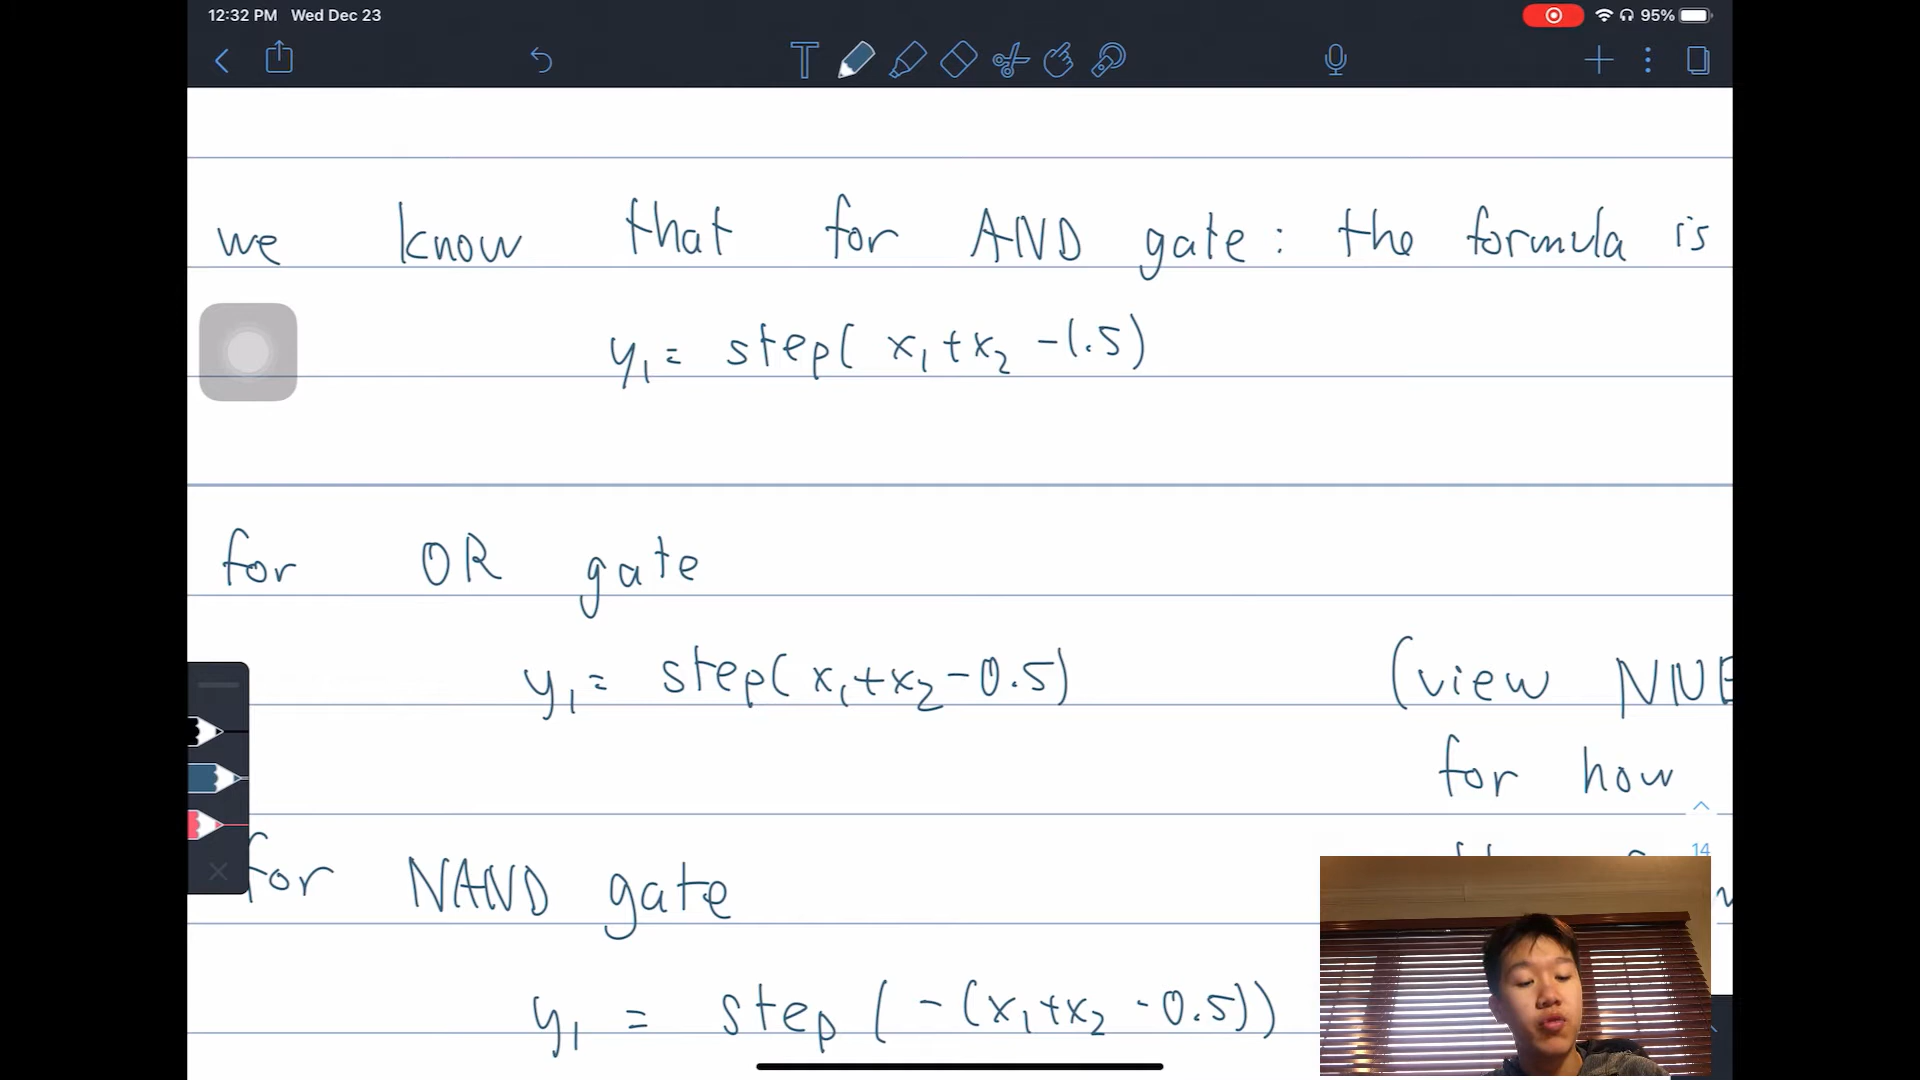 12:32 PM Wed Dec 23
95%
we know that for AND gate: the formula is
y₁= step( x₁+x₂ -1.5)
for OR gate
y₁= step( x₁+x₂-0.5)
(view
for how
14
for NAND gate
y₁ = step ( -(x₁+x₂ -0.5))